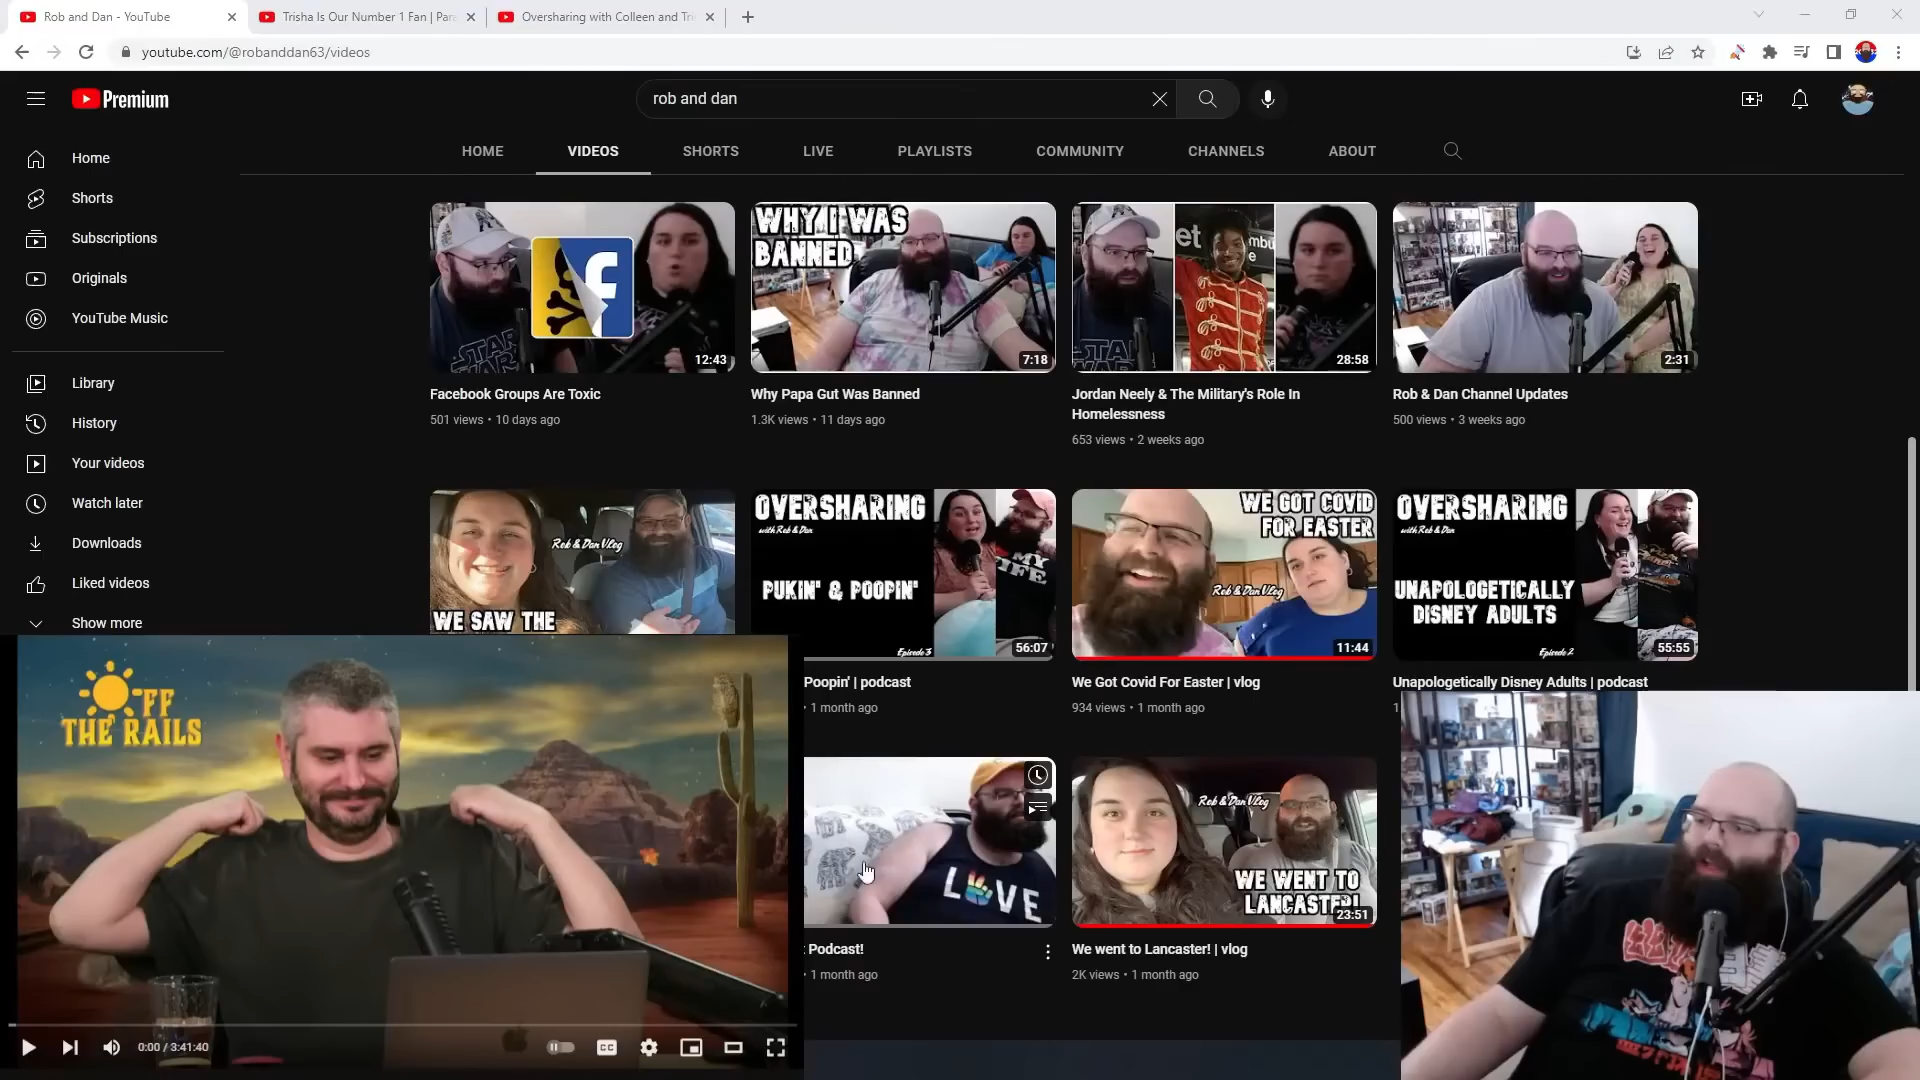 Rob and Dan - YouTube
Trisha Is Our Number 1 Fan | Par
Oversharing with Colleen and Tri
youtube.com/@robanddan63/videos
Premium
rob and dan
HOME VIDEOS SHORTS LIVE PLAYLISTS COMMUNITY CHANNELS ABOUT
Home
Shorts
Subscriptions
Originals
YouTube Music
Library
History
Your videos
Watch later
Downloads
Liked videos
Show more
STAR
12:43
WHY I WAS
BANNED
7:18
et
28:58
2:31
Facebook Groups Are Toxic
501 views • 10 days ago
Why Papa Gut Was Banned
1.3K views • 11 days ago
Jordan Neely & The Military's Role In
Homelessness
653 views • 2 weeks ago
Rob & Dan Channel Updates
500 views • 3 weeks ago
Rob & Dan Vlog
WE SAW THE
OVERSHARING
with Rob & Dan
MY
IFE
PUKIN' & POOPIN'
Episode 3
56:07
WE GOT COVID
FOR EASTER
Rob & Dan Vlog
11:44
OVERSHARING
with Rob & Dan
UNAPOLOGETICALLY
DISNEY ADULTS
Episode 2
55:55
Poopin' | podcast
• 1 month ago
We Got Covid For Easter | vlog
934 views • 1 month ago
Unapologetically Disney Adults | podcast
1
OFF
THE RAILS
LOVE
Rob & Dan Vlog
WE WENT TO
LANCASTER!
23:51
Podcast!
• 1 month ago
We went to Lancaster! | vlog
2K views • 1 month ago
0:00 / 3:41:40
CC